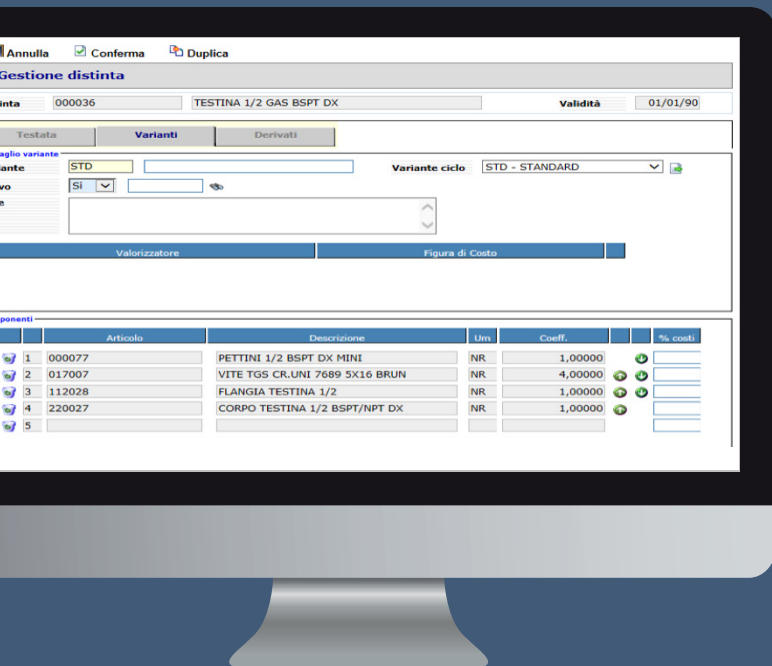 Annulla Conferma Duplica
Gestione distinta
inta 000036 TESTINA 1/2 GAS BSPT DX Validità 01/01/90
Testata Varianti Derivati
aglio variante
iante STD Variante ciclo STD - STANDARD
vo Si
e
Valorizzatore Figura di Costo
ponenti
Articolo Descrizione Um Coeff. % costi
1 000077 PETTINI 1/2 BSPT DX MINI NR 1,00000
2 017007 VITE TGS CR.UNI 7689 5X16 BRUN NR 4,00000
3 112028 FLANGIA TESTINA 1/2 NR 1,00000
4 220027 CORPO TESTINA 1/2 BSPT/NPT DX NR 1,00000
5